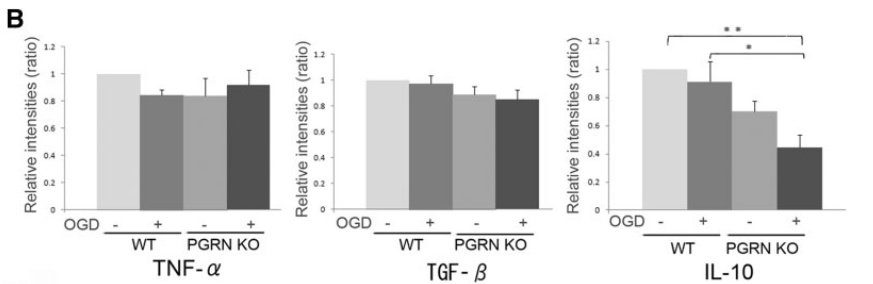 B
Relative intensities (ratio)
1.2
1
0.8
0.6
0.4
0.2
0
OGD - + - +
WT PGRN KO
TNF-α
Relative intensities (ratio)
1.2
1
0.8
0.6
0.4
0.2
0
OGD - + - +
WT PGRN KO
TGF-β
Relative intensities (ratio)
1.2
1
0.8
0.6
0.4
0.2
0
**
*
OGD - + - +
WT PGRN KO
IL-10